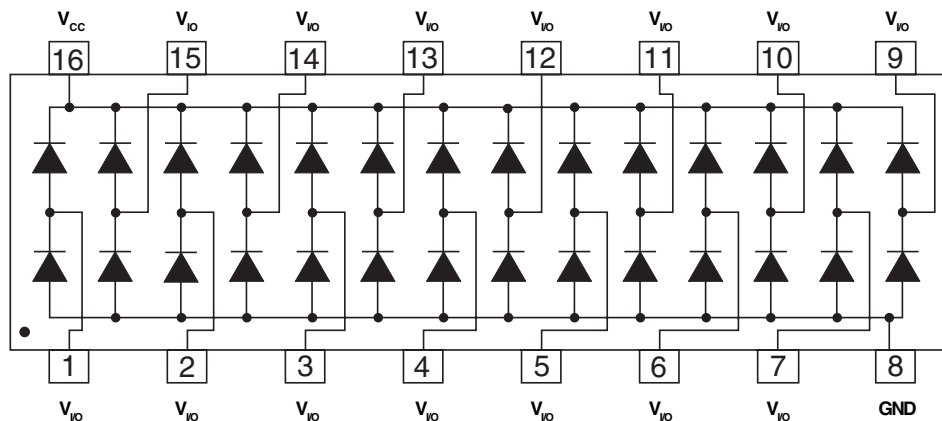 VCC VIO VI/O VI/O VI/O VI/O VI/O VI/O
16 15 14 13 12 11 10 9
1 2 3 4 5 6 7 8
VI/O VI/O VI/O VI/O VI/O VI/O VI/O GND